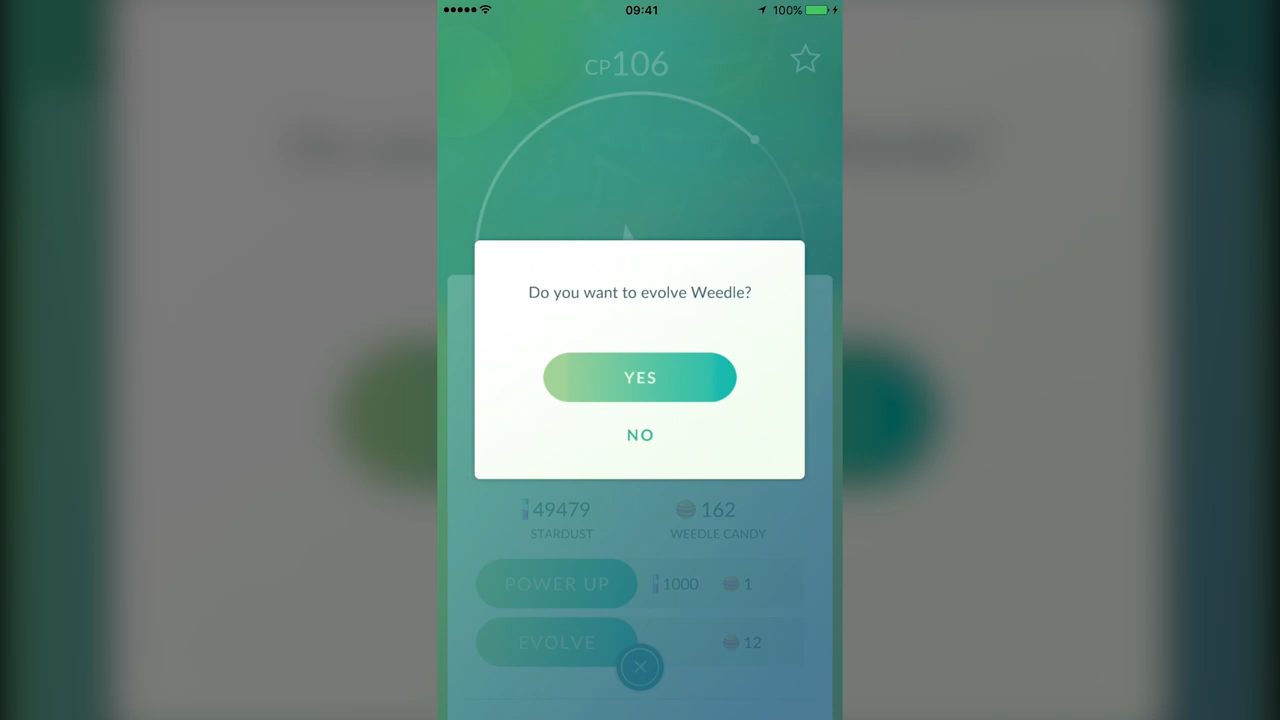 09:41
100%
CP106
Do you want to evolve Weedle?
YES
NO
49479
162
STARDUST
WEEDLE CANDY
POWER UP
1000
1
EVOLVE
12